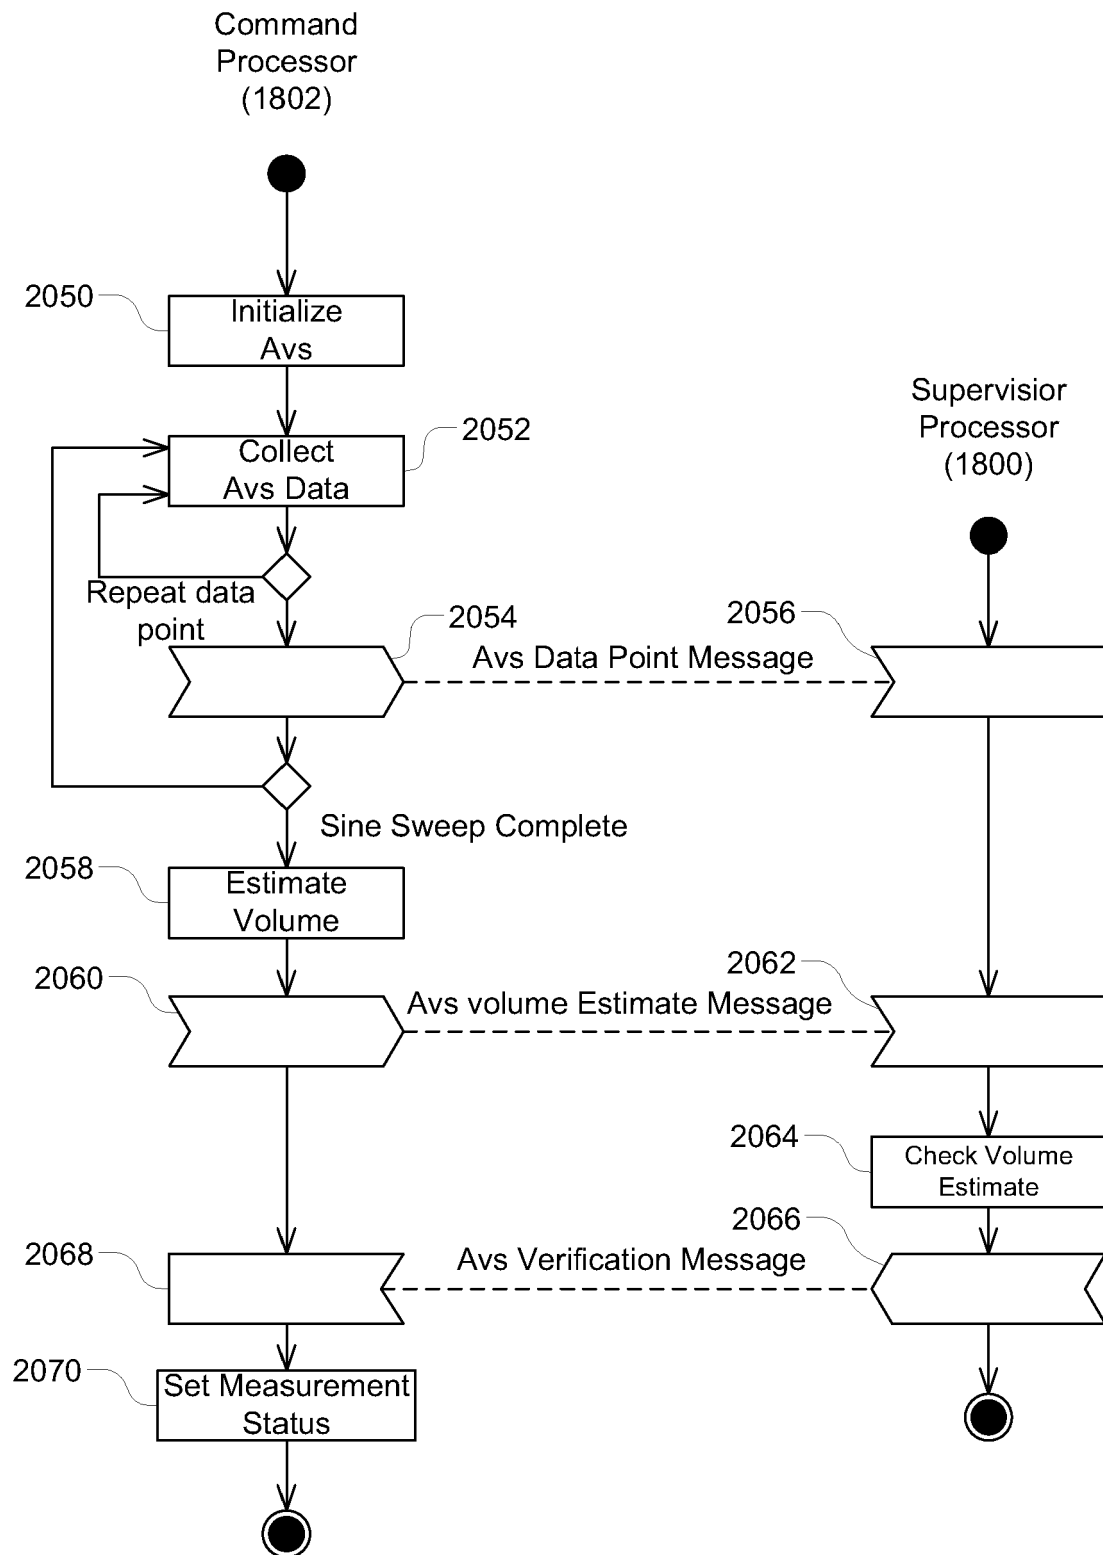 Command
Processor
(1802)
2050
Initialize
Avs
Supervisior
Processor
(1800)
2052
Collect
Avs Data
Repeat data
point
2054
Avs Data Point Message
2056
Sine Sweep Complete
2058
Estimate
Volume
2060
Avs volume Estimate Message
2062
2064
Check Volume
Estimate
2066
2068
Avs Verification Message
2070
Set Measurement
Status